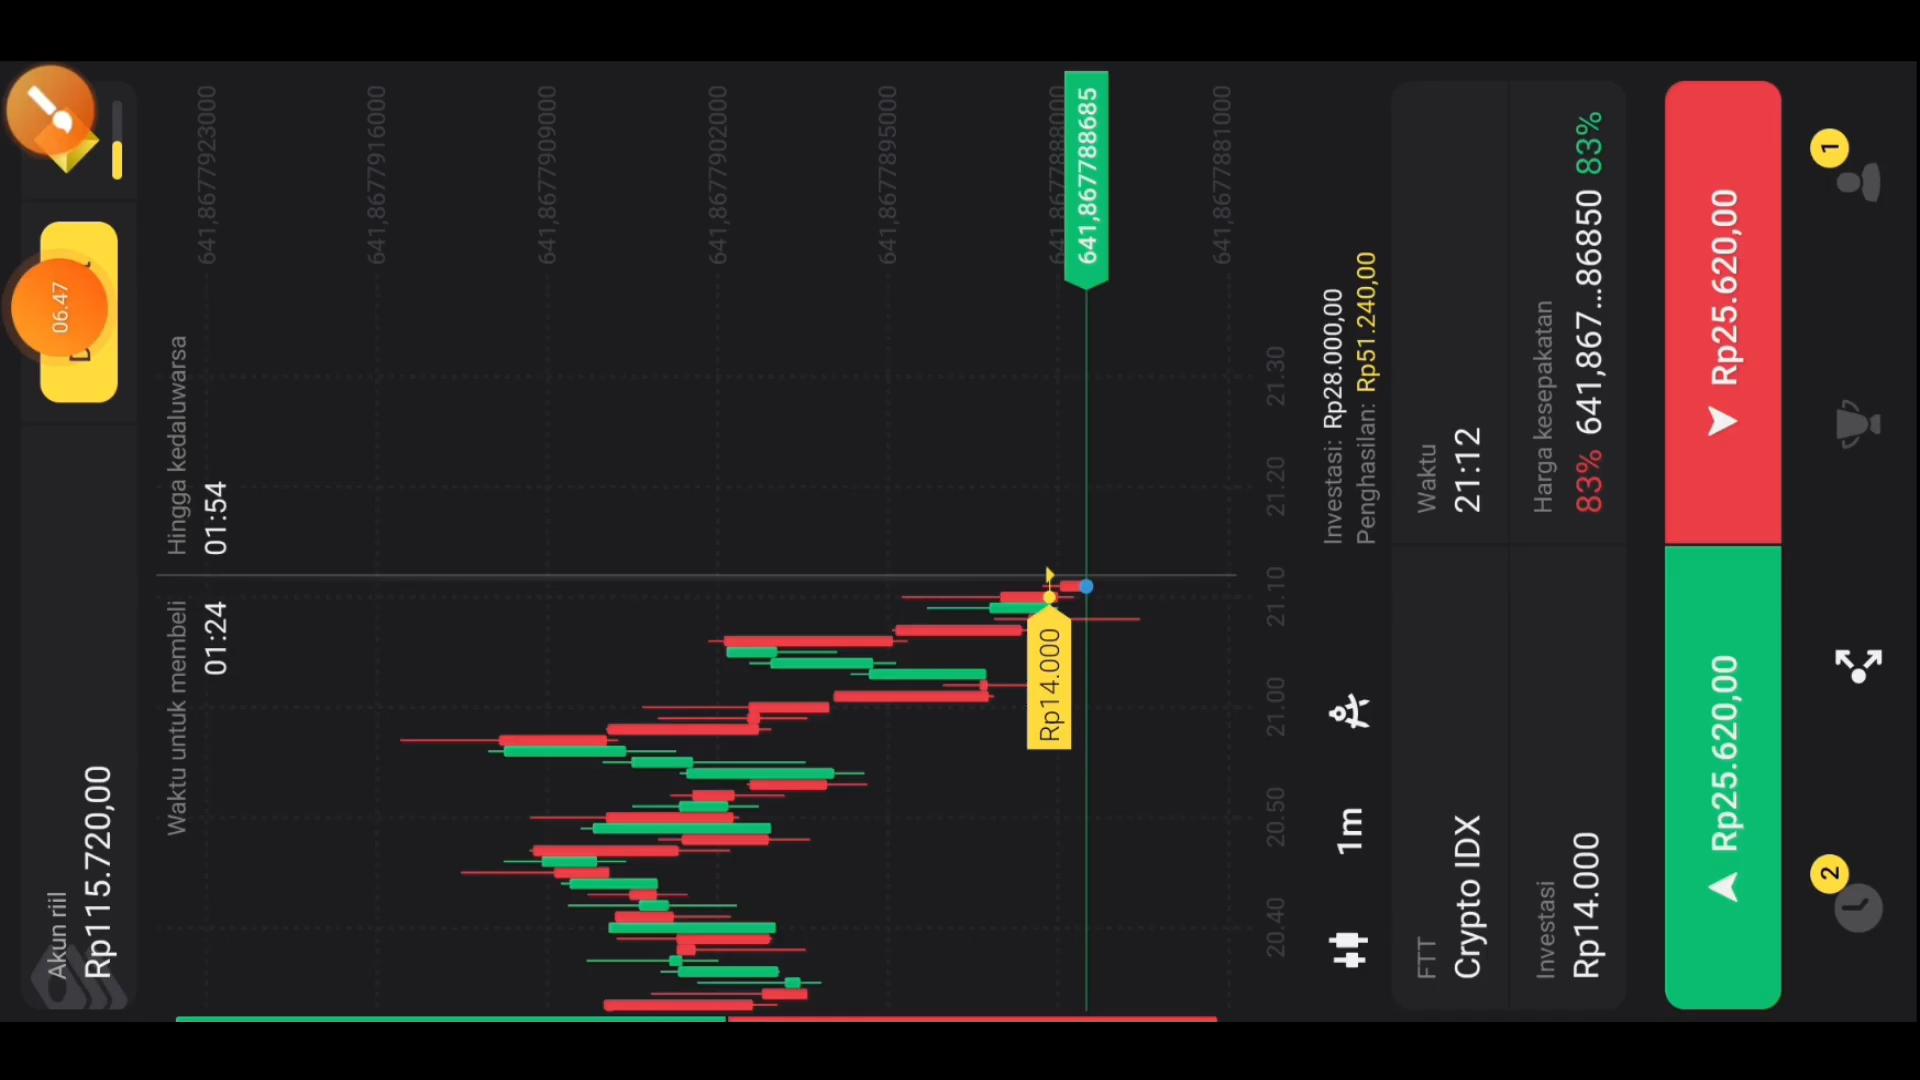 Akun riil
Rp115.720,00
D
06.47
Waktu untuk membeli
01:24
Hingga kedaluwarsa
01:54
641,8677923000
641,8677916000
641,8677909000
641,8677902000
641,8677895000
641,8677888000
641,867788685
641,8677881000
Rp14.000
20.40
20.50
21.00
21.10
21.20
21.30
1m
Investasi: Rp28.000,00
Penghasilan: Rp51.240,00
FTT
Crypto IDX
Waktu
21:12
Investasi
Rp14.000
Harga kesepakatan
83% 641,867...86850 83%
Rp25.620,00
Rp25.620,00
2
1